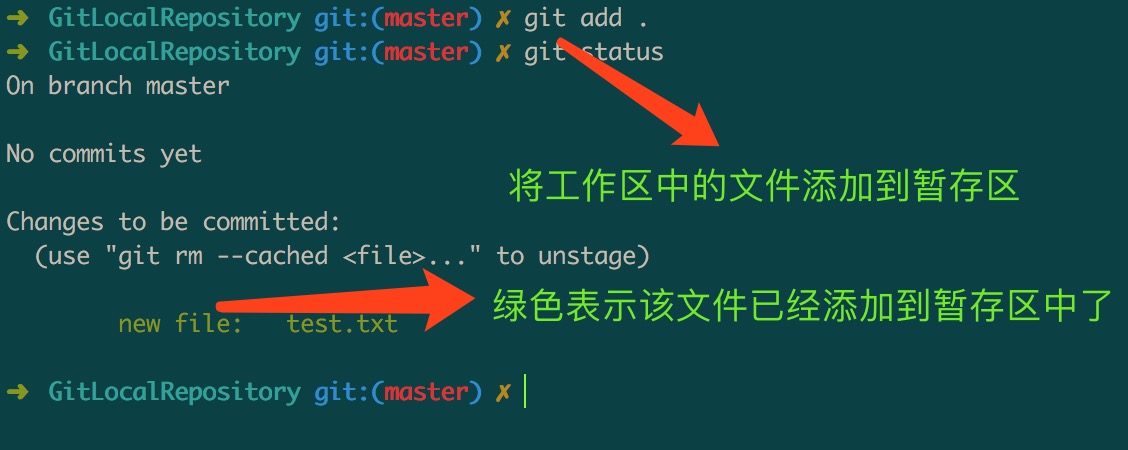 ➜ GitLocalRepository git:(master) ✗ git add .
➜ GitLocalRepository git:(master) ✗ git status
On branch master
No commits yet
将工作区中的文件添加到暂存区
Changes to be committed:
(use "git rm --cached <file>..." to unstage)
绿色表示该文件已经添加到暂存区中了
new file: test.txt
➜ GitLocalRepository git:(master) ✗